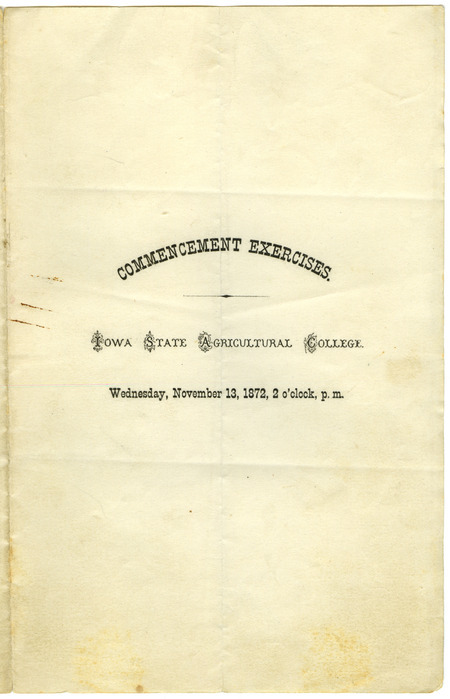 COMMENCEMENT EXERCISES.
IOWA STATE AGRICULTURAL COLLEGE.
Wednesday, November 13, 1872, 2 o'clock, p. m.